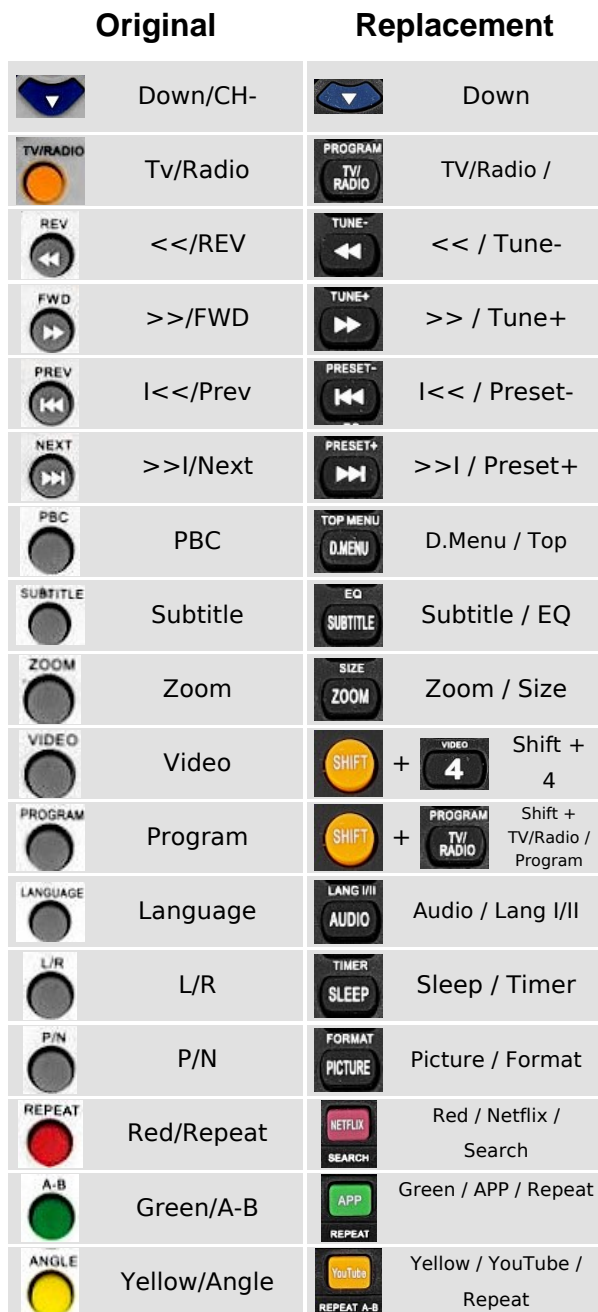 Original Replacement
Down/CH- Down
TV/RADIO Tv/Radio PROGRAM TV/ RADIO TV/Radio /
REV <</REV TUNE- << / Tune-
FWD >>/FWD TUNE+ >> / Tune+
PREV I<</Prev PRESET- I<< / Preset-
NEXT >>I/Next PRESET+ >>I / Preset+
PBC PBC TOP MENU D.MENU D.Menu / Top
SUBTITLE Subtitle EQ SUBTITLE Subtitle / EQ
ZOOM Zoom SIZE ZOOM Zoom / Size
VIDEO Video SHIFT + VIDEO 4 Shift +
4
PROGRAM Program SHIFT + PROGRAM TV/ RADIO Shift +
TV/Radio /
Program
LANGUAGE Language LANG I/II AUDIO Audio / Lang I/II
L/R L/R TIMER SLEEP Sleep / Timer
P/N P/N FORMAT PICTURE Picture / Format
REPEAT Red/Repeat NETFLIX SEARCH Red / Netflix /
Search
A-B Green/A-B APP REPEAT Green / APP / Repeat
ANGLE Yellow/Angle YouTube REPEAT A-B Yellow / YouTube /
Repeat